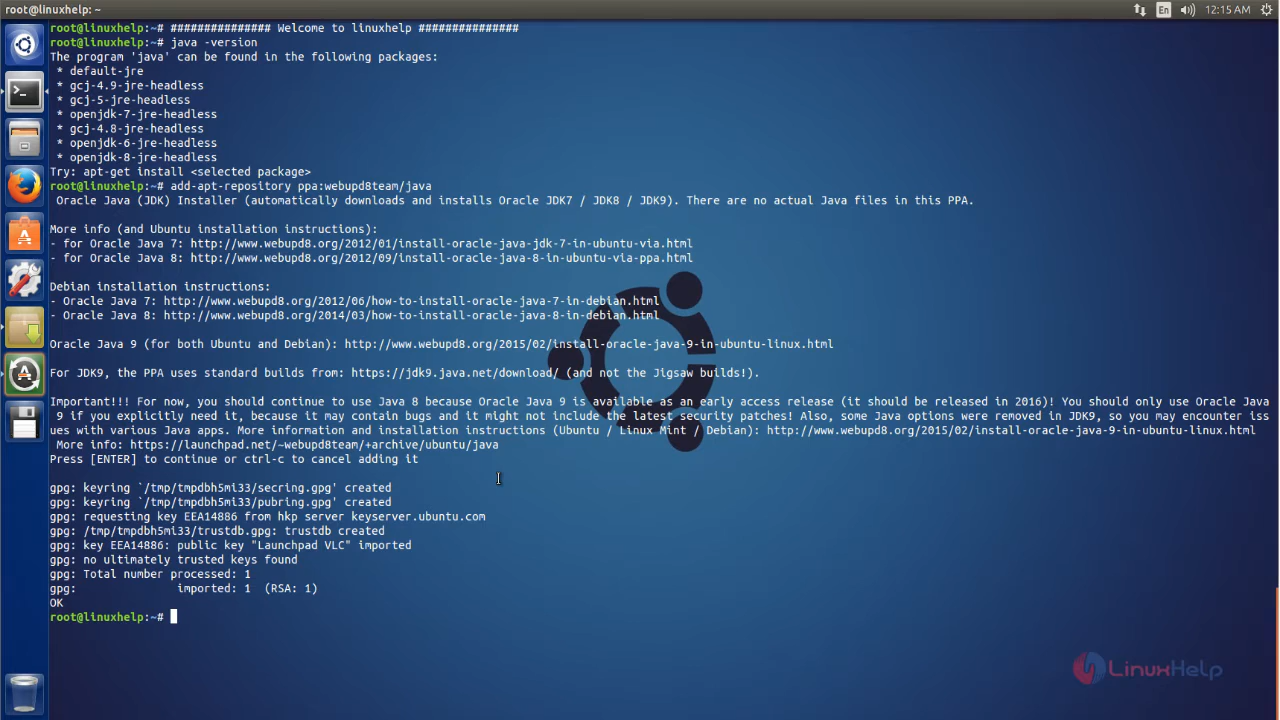 root@linuxhelp: ~
En
12:15 AM
root@linuxhelp:~# ############### Welcome to linuxhelp ###############
root@linuxhelp:~# java -version
The program 'java' can be found in the following packages:
* default-jre
* gcj-4.9-jre-headless
* gcj-5-jre-headless
* openjdk-7-jre-headless
* gcj-4.8-jre-headless
* openjdk-6-jre-headless
* openjdk-8-jre-headless
Try: apt-get install <selected package>
root@linuxhelp:~# add-apt-repository ppa:webupd8team/java
Oracle Java (JDK) Installer (automatically downloads and installs Oracle JDK7 / JDK8 / JDK9). There are no actual Java files in this PPA.
More info (and Ubuntu installation instructions):
- for Oracle Java 7: http://www.webupd8.org/2012/01/install-oracle-java-jdk-7-in-ubuntu-via.html
- for Oracle Java 8: http://www.webupd8.org/2012/09/install-oracle-java-8-in-ubuntu-via-ppa.html
Debian installation instructions:
- Oracle Java 7: http://www.webupd8.org/2012/06/how-to-install-oracle-java-7-in-debian.html
- Oracle Java 8: http://www.webupd8.org/2014/03/how-to-install-oracle-java-8-in-debian.html
Oracle Java 9 (for both Ubuntu and Debian): http://www.webupd8.org/2015/02/install-oracle-java-9-in-ubuntu-linux.html
For JDK9, the PPA uses standard builds from: https://jdk9.java.net/download/ (and not the Jigsaw builds!).
Important!!! For now, you should continue to use Java 8 because Oracle Java 9 is available as an early access release (it should be released in 2016)! You should only use Oracle Java
9 if you explicitly need it, because it may contain bugs and it might not include the latest security patches! Also, some Java options were removed in JDK9, so you may encounter iss
ues with various Java apps. More information and installation instructions (Ubuntu / Linux Mint / Debian): http://www.webupd8.org/2015/02/install-oracle-java-9-in-ubuntu-linux.html
More info: https://launchpad.net/~webupd8team/+archive/ubuntu/java
Press [ENTER] to continue or ctrl-c to cancel adding it
gpg: keyring `/tmp/tmpdbh5mi33/secring.gpg' created
gpg: keyring `/tmp/tmpdbh5mi33/pubring.gpg' created
gpg: requesting key EEA14886 from hkp server keyserver.ubuntu.com
gpg: /tmp/tmpdbh5mi33/trustdb.gpg: trustdb created
gpg: key EEA14886: public key "Launchpad VLC" imported
gpg: no ultimately trusted keys found
gpg: Total number processed: 1
gpg: imported: 1 (RSA: 1)
OK
root@linuxhelp:~#
LinuxHelp